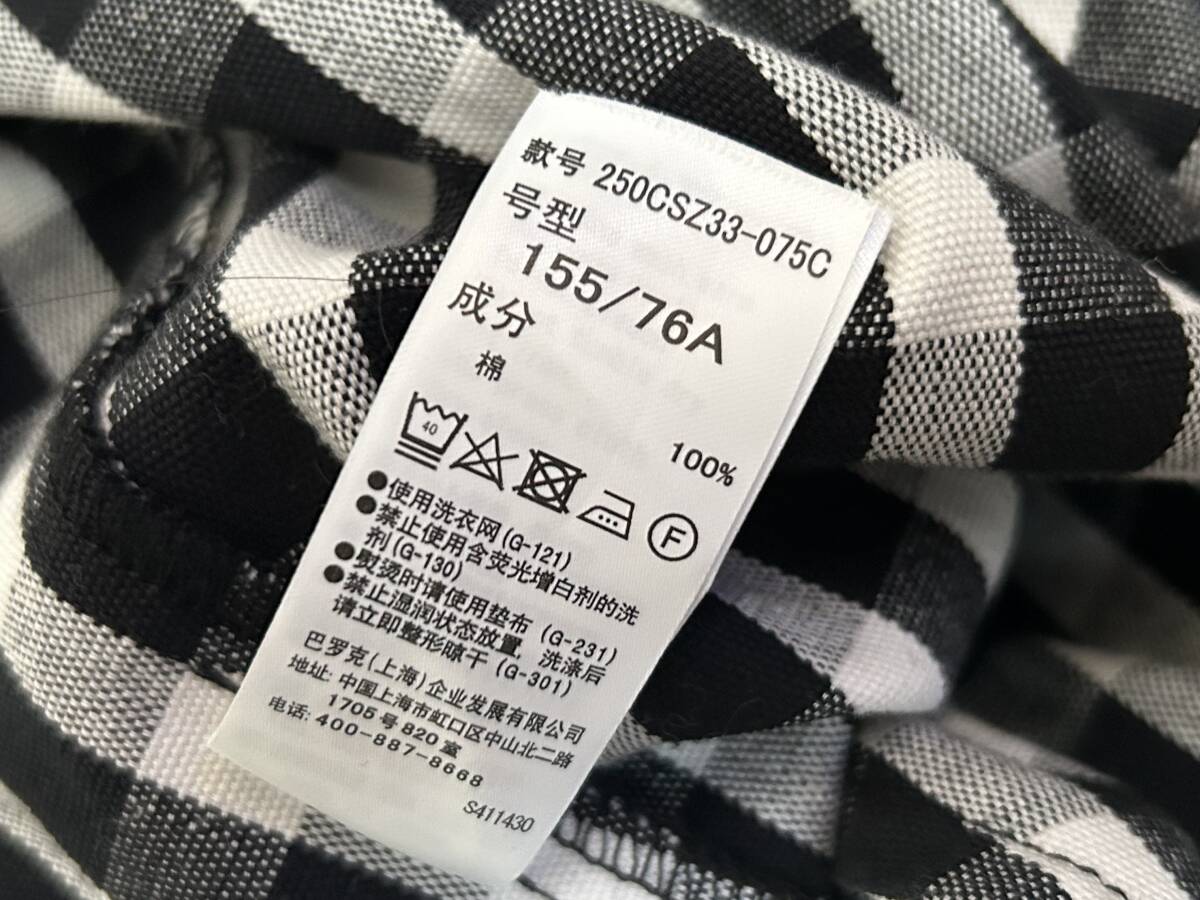 款号 250CSZ33-075C
号型
155/76A
成分
棉 100%
40
F
●使用洗衣网(G-121)
●禁止使用含荧光增白剂的洗
剂(G-130)
●熨烫时请使用垫布 (G-231)
●禁止湿润状态放置, 洗涤后
请立即整形晾干 (G-301)
巴罗克(上海)企业发展有限公司
地址: 中国上海市虹口区中山北二路
1705号820室
电话: 400-887-8668
S411430